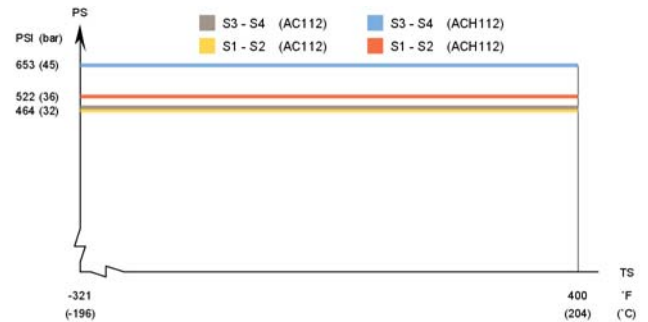 PS
PSI (bar)
S3 - S4 (AC112)
S3 - S4 (ACH112)
S1 - S2 (AC112)
S1 - S2 (ACH112)
653 (45)
522 (36)
464 (32)
TS
-321
400
°F
(-196)
(204)
(°C)